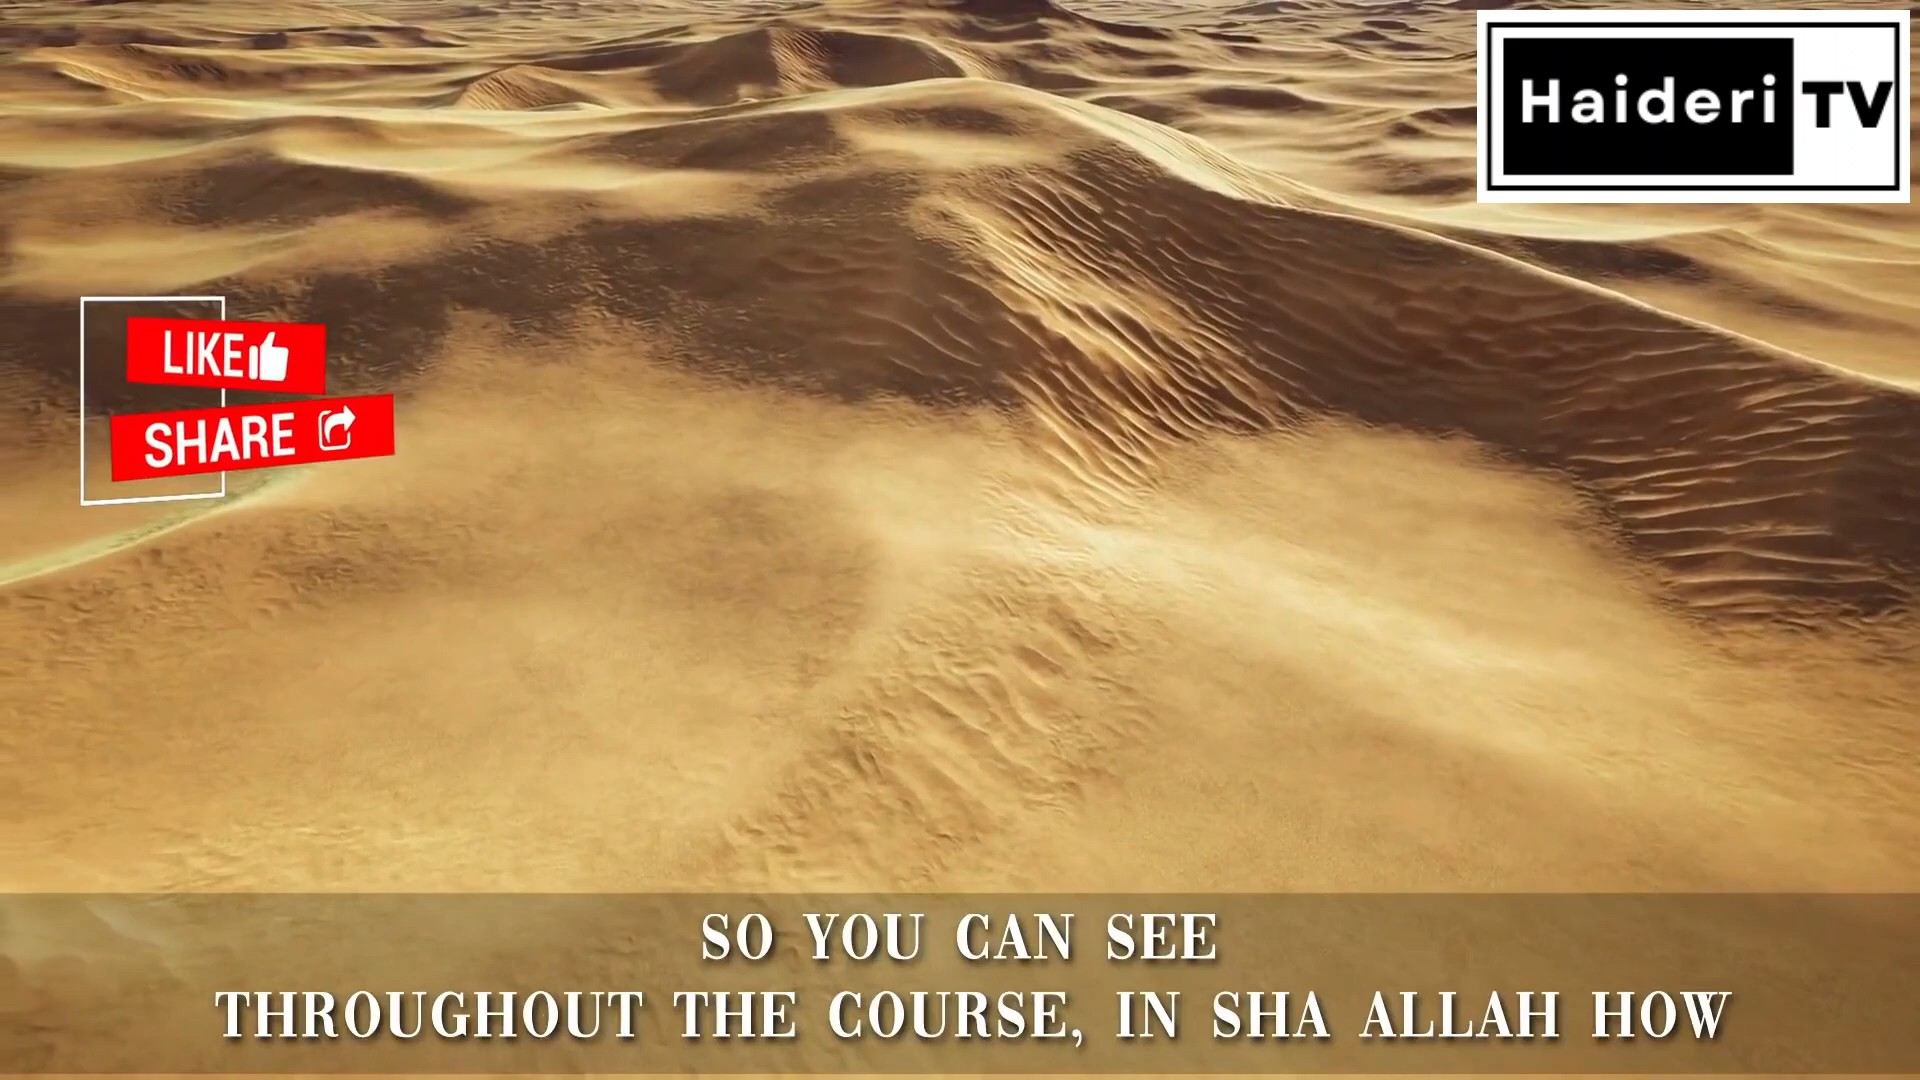 Haideri TV
LIKE
SHARE
SO YOU CAN SEE
THROUGHOUT THE COURSE, IN SHA ALLAH HOW